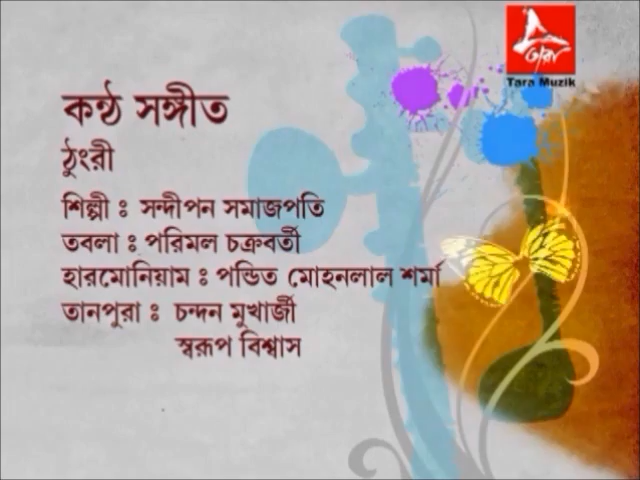 তারা
Tara Muzik
কন্ঠ সঙ্গীত
ঠুংরী
শিল্পী : সন্দীপন সমাজপতি
তবলা : পরিমল চক্রবর্তী
হারমোনিয়াম : পন্ডিত মোহনলাল শর্মা
তানপুরা : চন্দন মুখার্জী
স্বরূপ বিশ্বাস